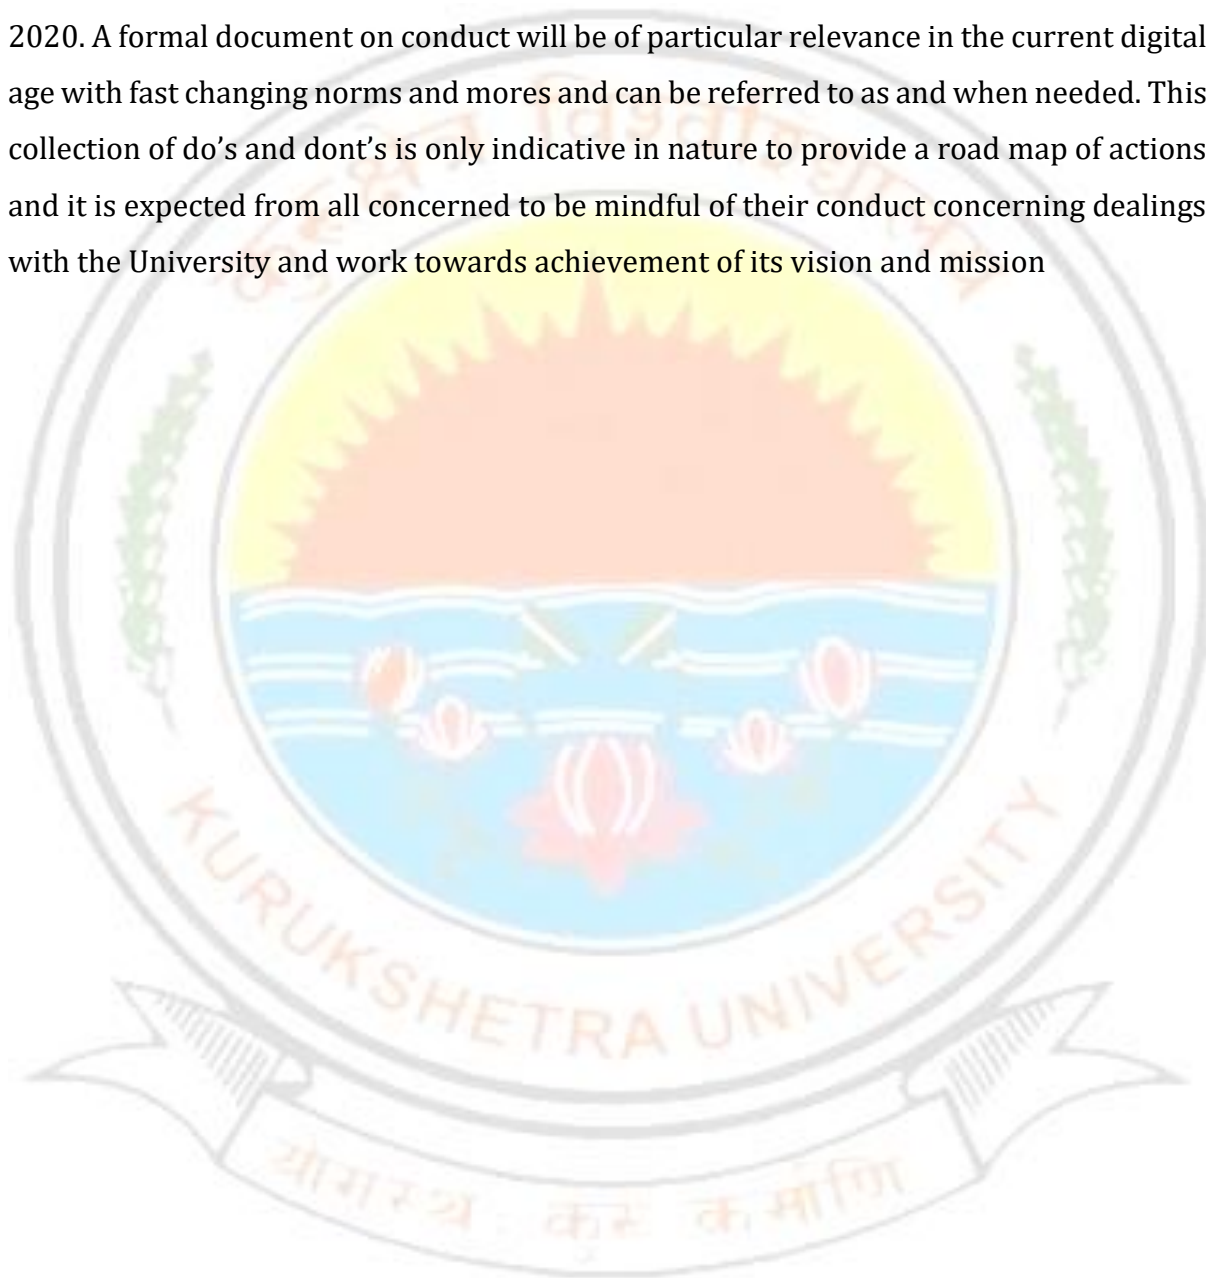 2020. A formal document on conduct will be of particular relevance in the current digital
age with fast changing norms and mores and can be referred to as and when needed. This
collection of do’s and dont’s is only indicative in nature to provide a road map of actions
and it is expected from all concerned to be mindful of their conduct concerning dealings
with the University and work towards achievement of its vision and mission
कुरुक्षेत्र विश्वविद्यालय
KURUKSHETRA UNIVERSITY
योगस्थः कुरु कर्माणि